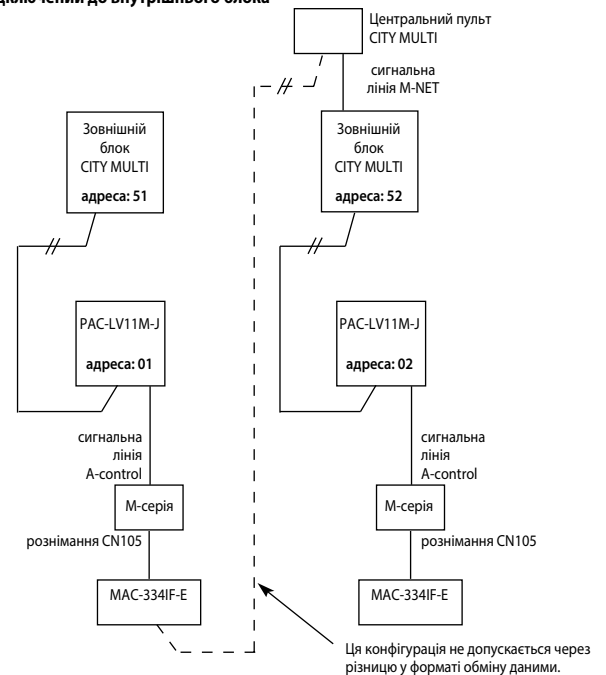 дключений до внутрішнього блока
Центральний пульт
CITY MULTI
сигнальна
лінія M-NET
Зовнішній
блок
CITY MULTI
адреса: 51
Зовнішній
блок
CITY MULTI
адреса: 52
PAC-LV11M-J
адреса: 01
PAC-LV11M-J
адреса: 02
сигнальна
лінія
A-control
сигнальна
лінія
A-control
М-серія
М-серія
рознімання CN105
рознімання CN105
MAC-334IF-E
MAC-334IF-E
Ця конфігурація не допускається через
різницю у форматі обміну даними.